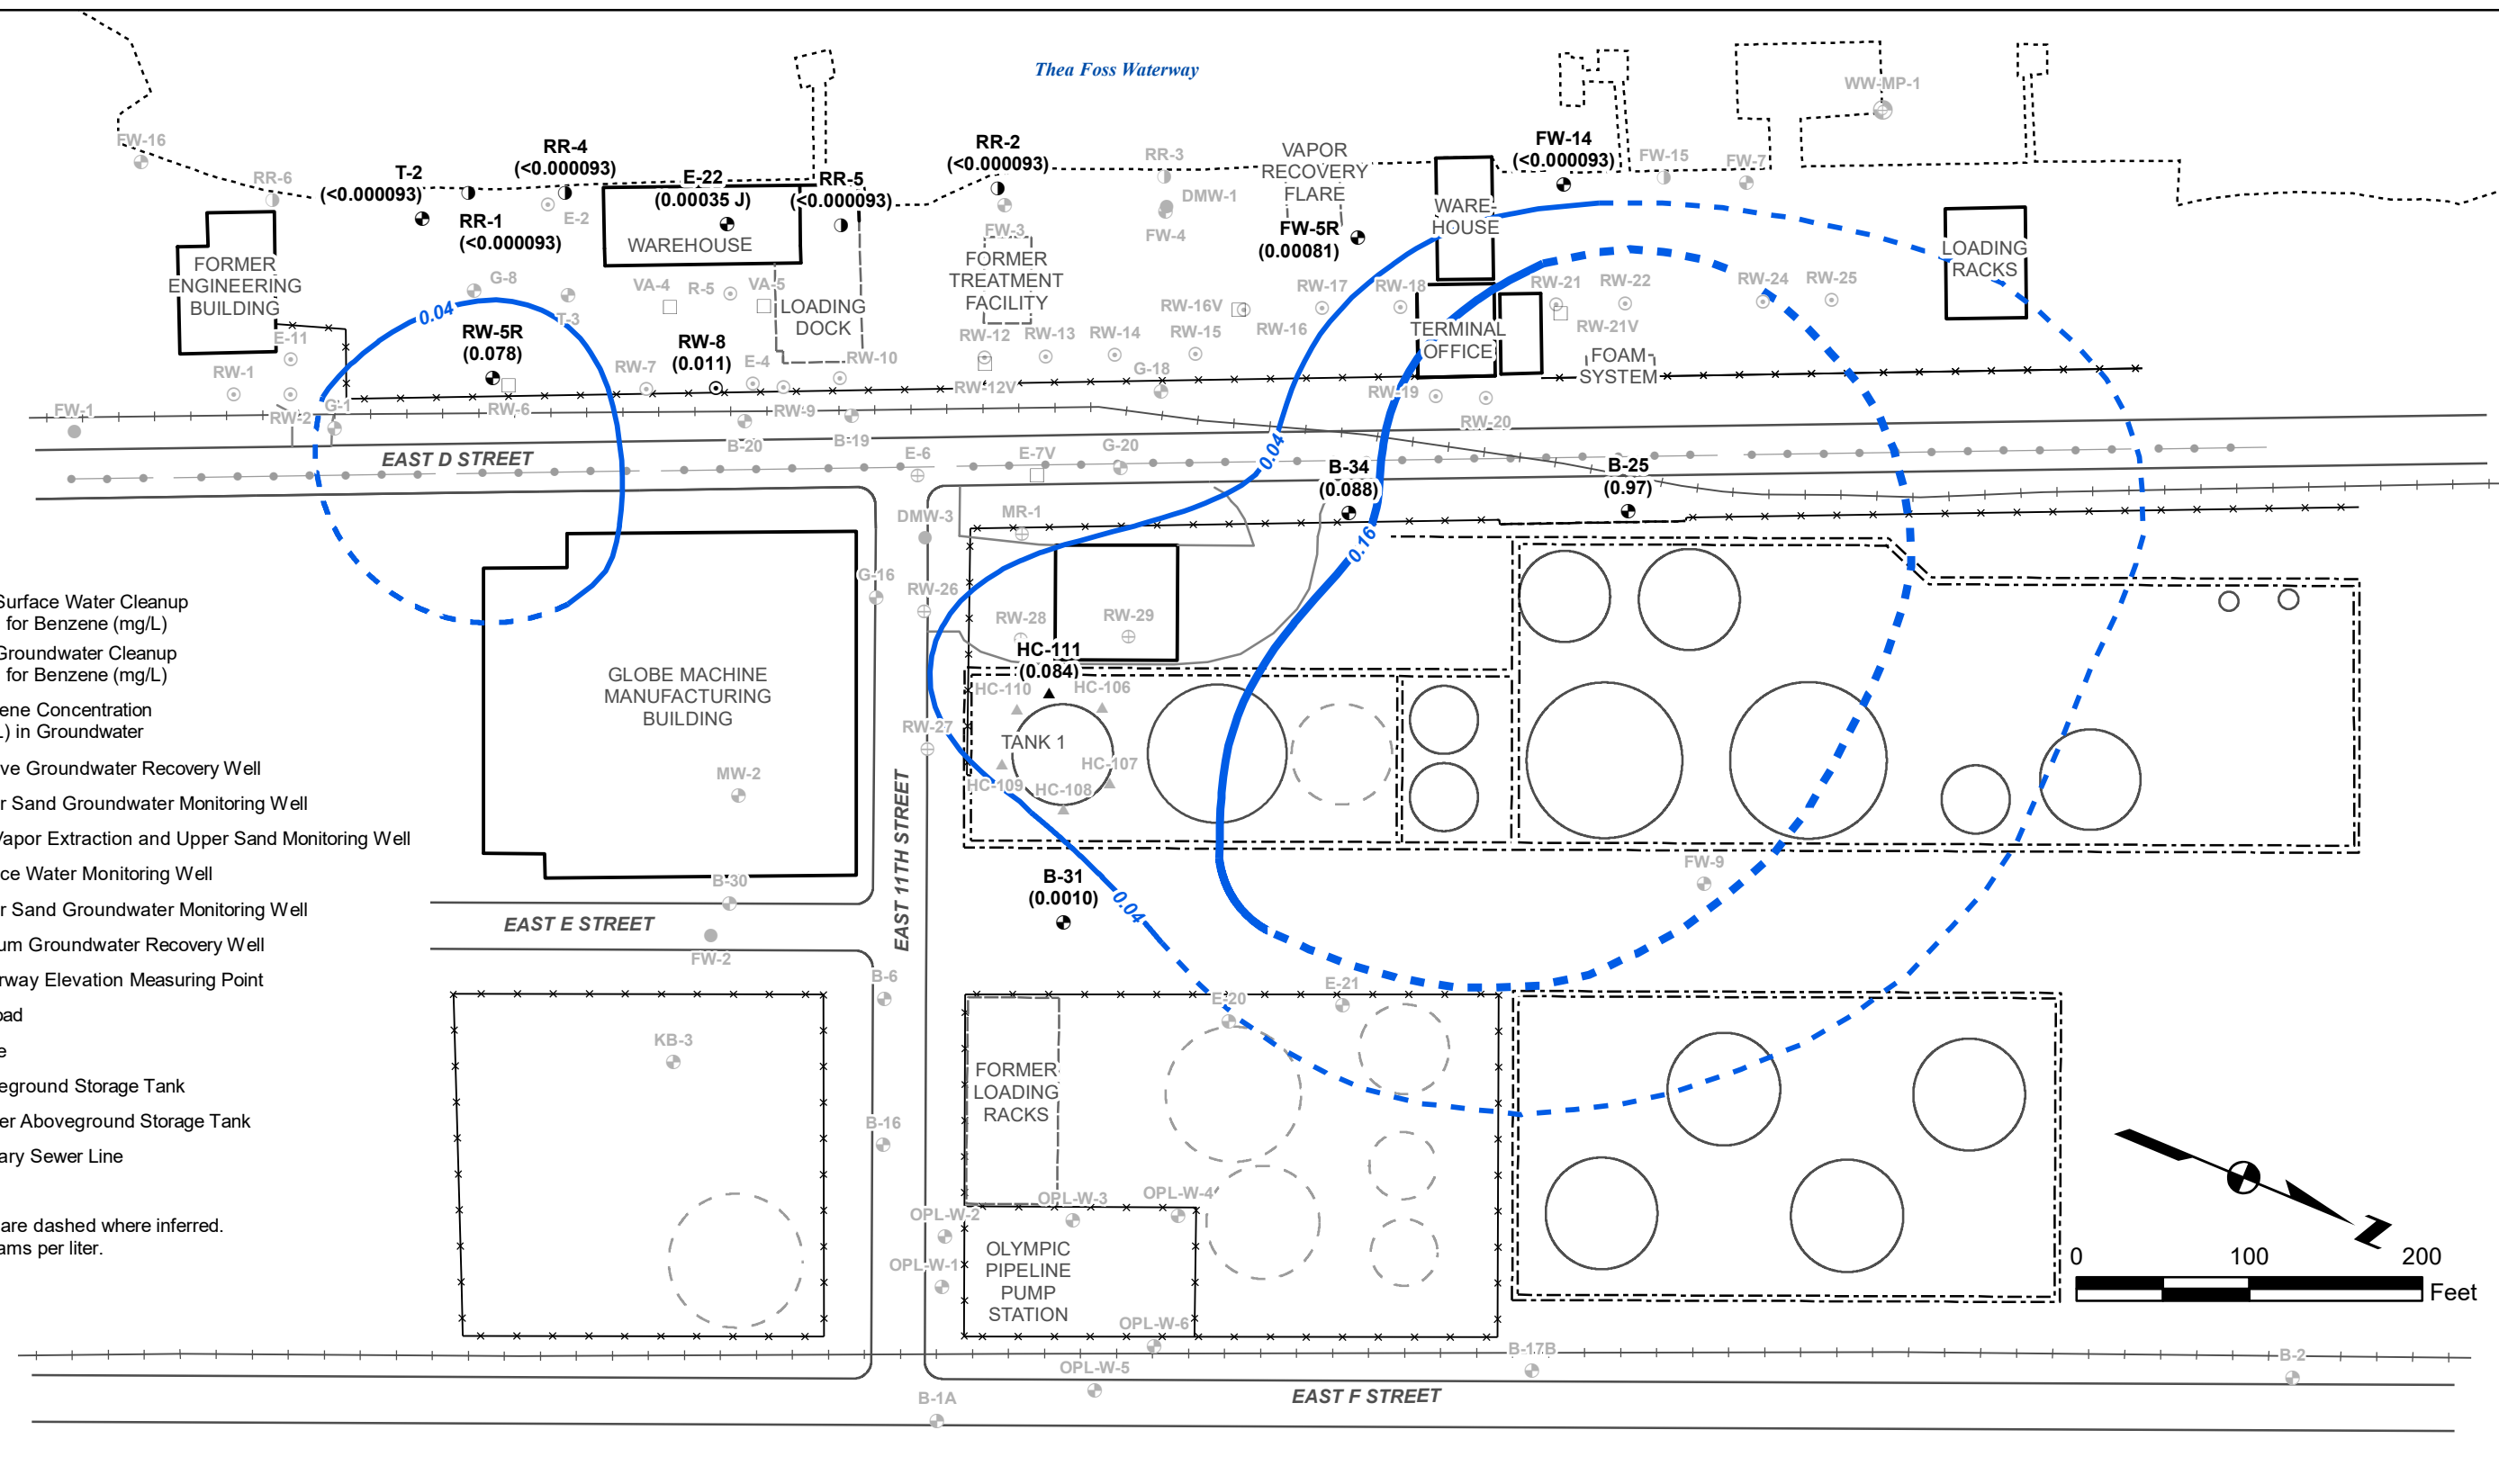 Thea Foss Waterway
WW-MP-1
FW-16
RR-6
T-2
(<0.000093)
RR-4
(<0.000093)
RR-1
(<0.000093)
E-2
E-22
(0.00035 J)
WAREHOUSE
RR-5
(<0.000093)
RR-2
(<0.000093)
FW-3
RR-3
DMW-1
FW-4
VAPOR
RECOVERY
FLARE
FW-5R
(0.00081)
WARE-
HOUSE
FW-14
(<0.000093)
FW-15
FW-7
LOADING
RACKS
FORMER
ENGINEERING
BUILDING
G-8
T-3
0.04
RW-5R
(0.078)
VA-4
R-5
VA-5
LOADING
DOCK
FORMER
TREATMENT
FACILITY
RW-16V
RW-16
RW-17
RW-18
RW-21
RW-22
RW-24
RW-25
RW-21V
TERMINAL
OFFICE
FOAM
SYSTEM
E-11
RW-1
RW-2
G-1
RW-6
RW-7
RW-8
(0.011)
E-4
RW-9
RW-10
RW-12
RW-13
RW-14
RW-15
RW-12V
G-18
RW-19
RW-20
FW-1
B-20
B-19
E-6
E-7V
G-20
EAST D STREET
0.04
B-34
(0.088)
B-25
(0.97)
DMW-3
MR-1
0.16
G-16
RW-26
RW-28
RW-29
HC-111
(0.084)
HC-110
HC-106
RW-27
TANK 1
HC-109
HC-107
HC-108
GLOBE MACHINE
MANUFACTURING
BUILDING
MW-2
EAST 11TH STREET
B-30
EAST E STREET
FW-2
B-31
(0.0010)
0.04
FW-9
B-6
E-20
E-21
KB-3
B-16
FORMER
LOADING
RACKS
OPL-W-2
OPL-W-3
OPL-W-4
OPL-W-1
OLYMPIC
PIPELINE
PUMP
STATION
OPL-W-6
OPL-W-5
B-17B
B-2
B-1A
EAST F STREET
Surface Water Cleanup
for Benzene (mg/L)
Groundwater Cleanup
for Benzene (mg/L)
ene Concentration
L) in Groundwater
ve Groundwater Recovery Well
r Sand Groundwater Monitoring Well
Vapor Extraction and Upper Sand Monitoring Well
ce Water Monitoring Well
r Sand Groundwater Monitoring Well
um Groundwater Recovery Well
rway Elevation Measuring Point
oad
e
eground Storage Tank
er Aboveground Storage Tank
ary Sewer Line
are dashed where inferred.
ams per liter.
N
0 100 200
Feet